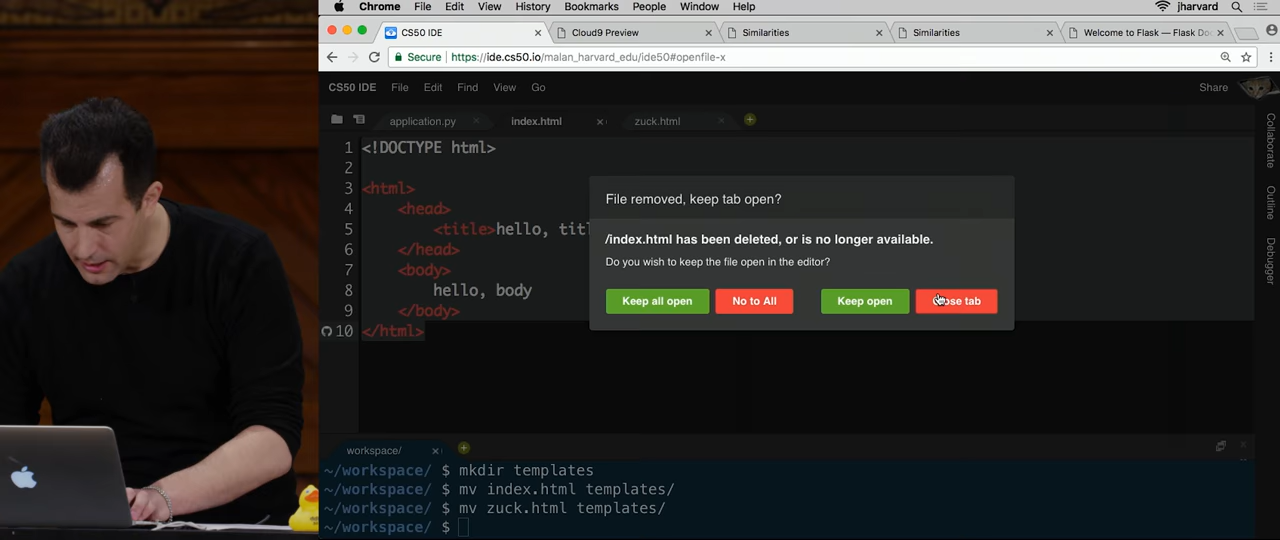 Chrome File Edit View History Bookmarks People Window Help jharvard
CS50 IDE Cloud9 Preview Similarities Similarities Welcome to Flask — Flask Do
Secure https://ide.cs50.io/malan_harvard_edu/ide50#openfile-x
CS50 IDE File Edit Find View Go Share
application.py index.html zuck.html
1 <!DOCTYPE html>
2
3 <html>
4 <head>
5 <title>hello, titl
6 </head>
7 <body>
8 hello, body
9 </body>
10 </html>
File removed, keep tab open?
/index.html has been deleted, or is no longer available.
Do you wish to keep the file open in the editor?
Keep all open No to All Keep open tab
Collaborate
Outline
Debugger
workspace/
~/workspace/ $ mkdir templates
~/workspace/ $ mv index.html templates/
~/workspace/ $ mv zuck.html templates/
~/workspace/ $